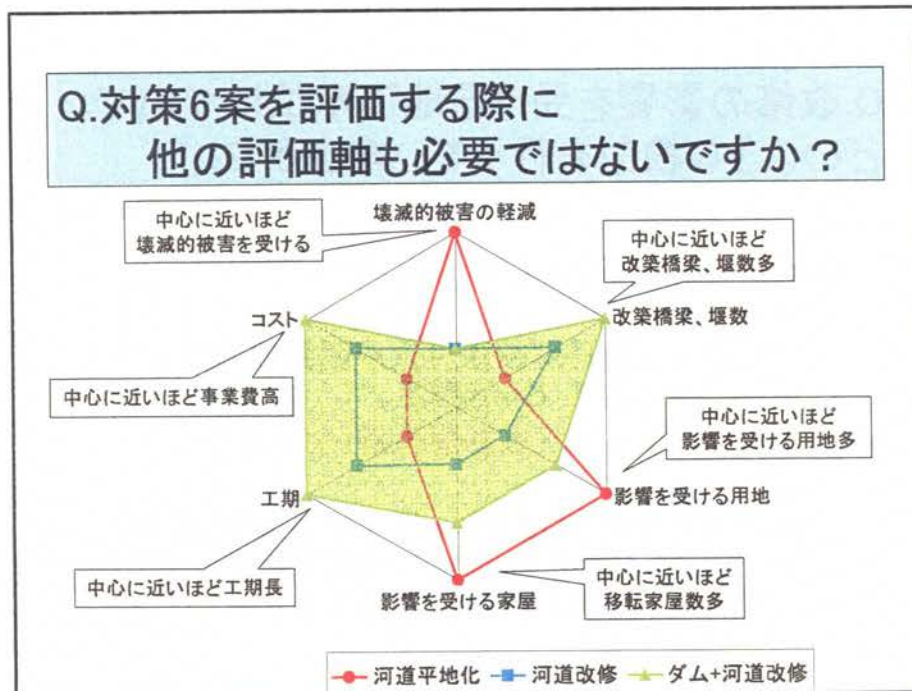 Q.対策6案を評価する際に
他の評価軸も必要ではないですか？
中心に近いほど
壊滅的被害を受ける
壊滅的被害の軽減
中心に近いほど
改築橋梁、堰数多
コスト
改築橋梁、堰数
中心に近いほど事業費高
中心に近いほど
影響を受ける用地多
工期
影響を受ける用地
中心に近いほど工期長
影響を受ける家屋
中心に近いほど
移転家屋数多
河道平地化
河道改修
ダム+河道改修